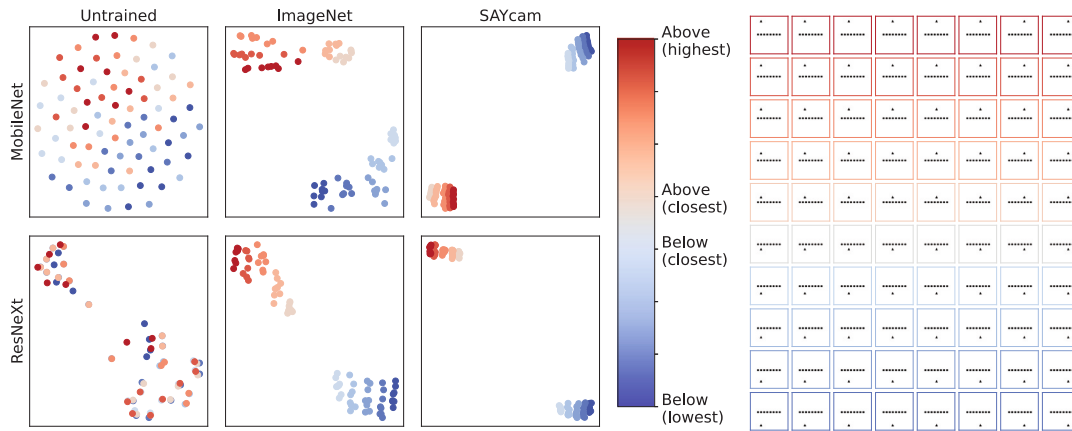 Untrained
ImageNet
SAYcam
MobileNet
ResNeXt
Above
(highest)
Above
(closest)
Below
(closest)
Below
(lowest)